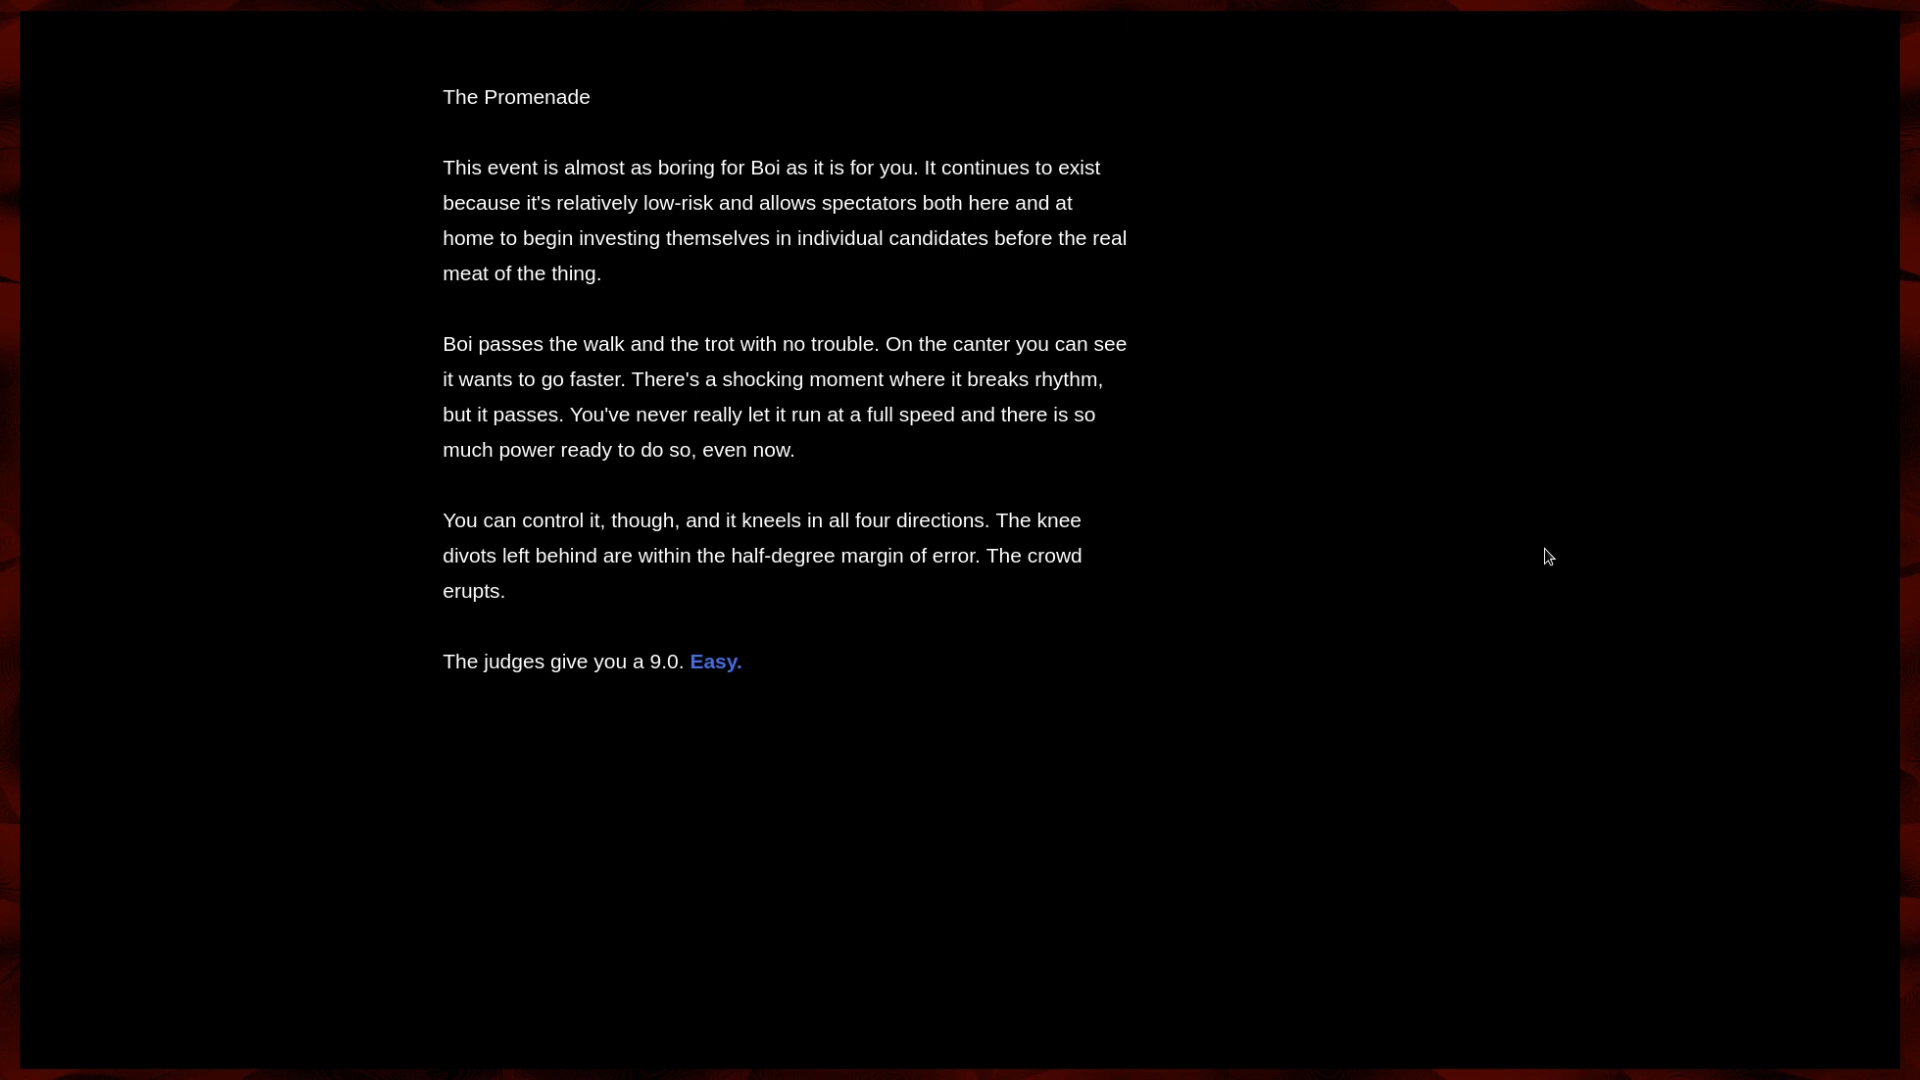 The Promenade
This event is almost as boring for Boi as it is for you. It continues to exist
because it's relatively low-risk and allows spectators both here and at
home to begin investing themselves in individual candidates before the real
meat of the thing.
Boi passes the walk and the trot with no trouble. On the canter you can see
it wants to go faster. There's a shocking moment where it breaks rhythm,
but it passes. You've never really let it run at a full speed and there is so
much power ready to do so, even now.
You can control it, though, and it kneels in all four directions. The knee
divots left behind are within the half-degree margin of error. The crowd
erupts.
The judges give you a 9.0. Easy.